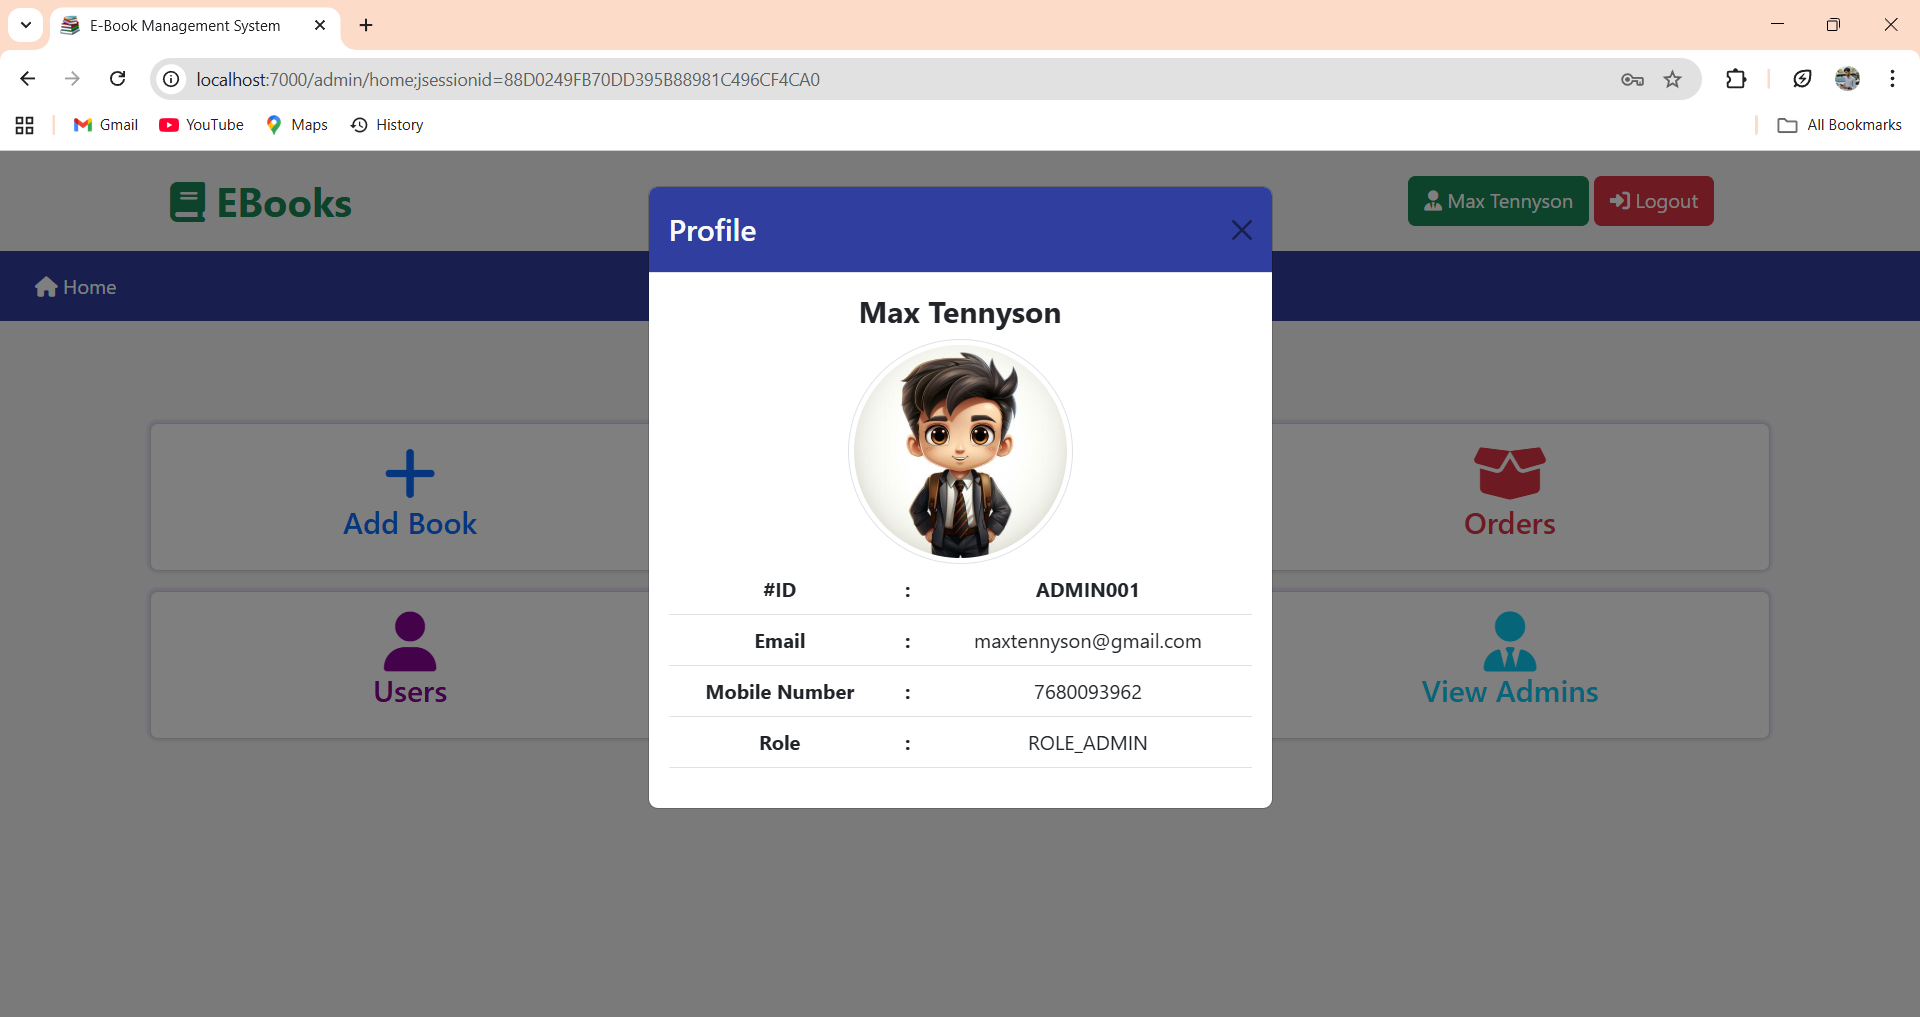 E-Book Management System
localhost:7000/admin/home;jsessionid=88D0249FB70DD395B88981C496CF4CA0
Gmail YouTube Maps History All Bookmarks
EBooks
Max Tennyson Logout
Home
Profile
Max Tennyson
#ID : ADMIN001
Email : maxtennyson@gmail.com
Mobile Number : 7680093962
Role : ROLE_ADMIN
Add Book
Orders
Users
View Admins